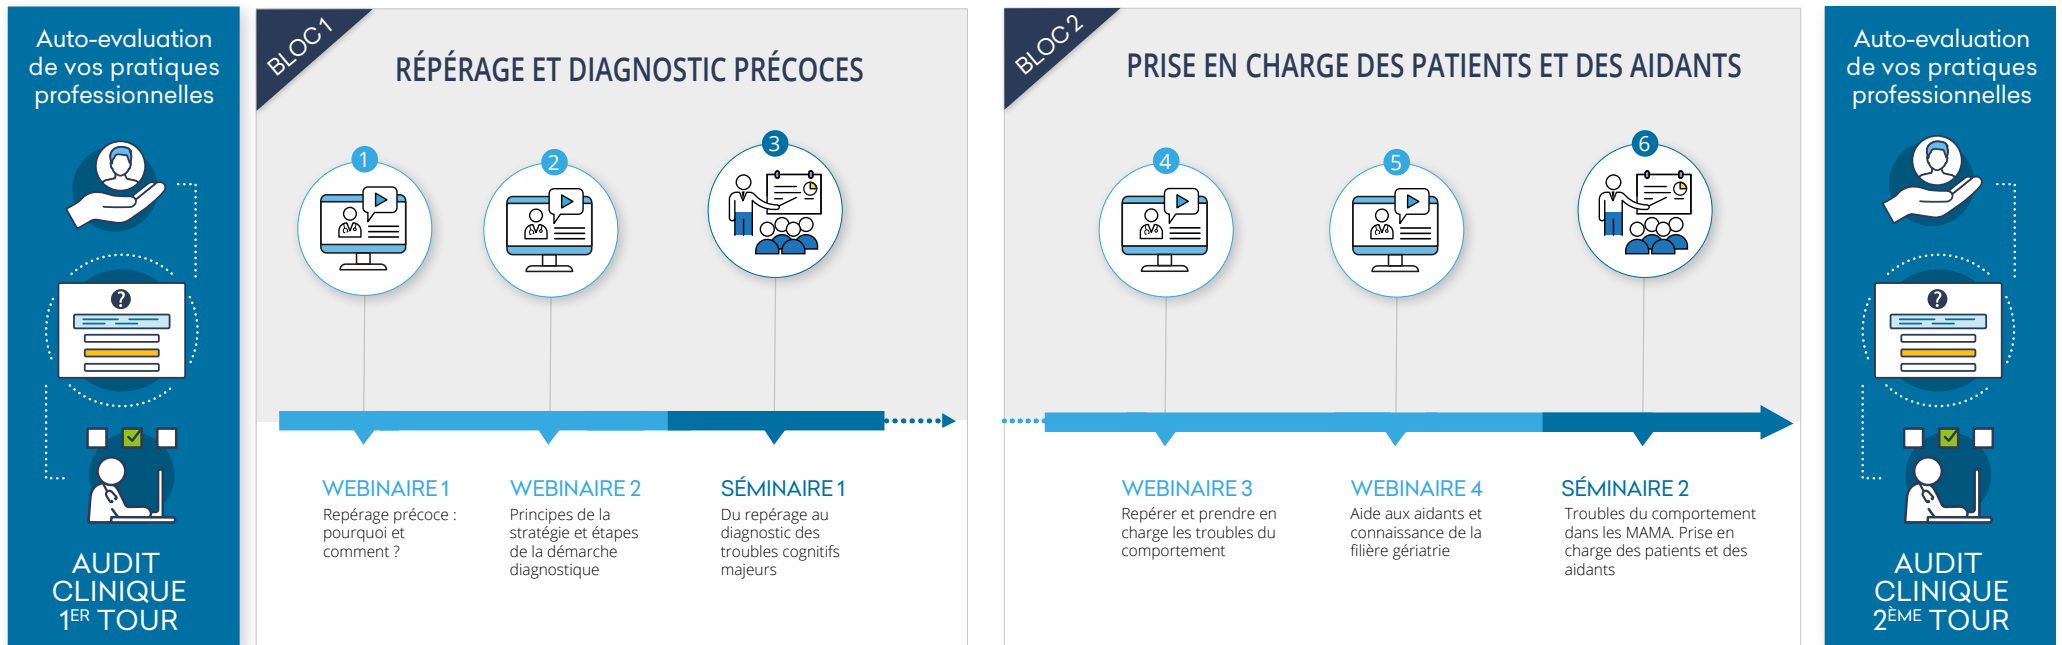 Auto-evaluation
de vos pratiques
professionnelles
?
AUDIT
CLINIQUE
1ER TOUR
BLOC 1
RÉPÉRAGE ET DIAGNOSTIC PRÉCOCES
1
2
3
WEBINAIRE 1
Repérage précoce :
pourquoi et
comment ?
WEBINAIRE 2
Principes de la
stratégie et étapes
de la démarche
diagnostique
SÉMINAIRE 1
Du repérage au
diagnostic des
troubles cognitifs
majeurs
BLOC 2
PRISE EN CHARGE DES PATIENTS ET DES AIDANTS
4
5
6
WEBINAIRE 3
Repérer et prendre en
charge les troubles du
comportement
WEBINAIRE 4
Aide aux aidants et
connaissance de la
filière gériatrie
SÉMINAIRE 2
Troubles du comportement
dans les MAMA. Prise en
charge des patients et des
aidants
Auto-evaluation
de vos pratiques
professionnelles
?
AUDIT
CLINIQUE
2ÈME TOUR